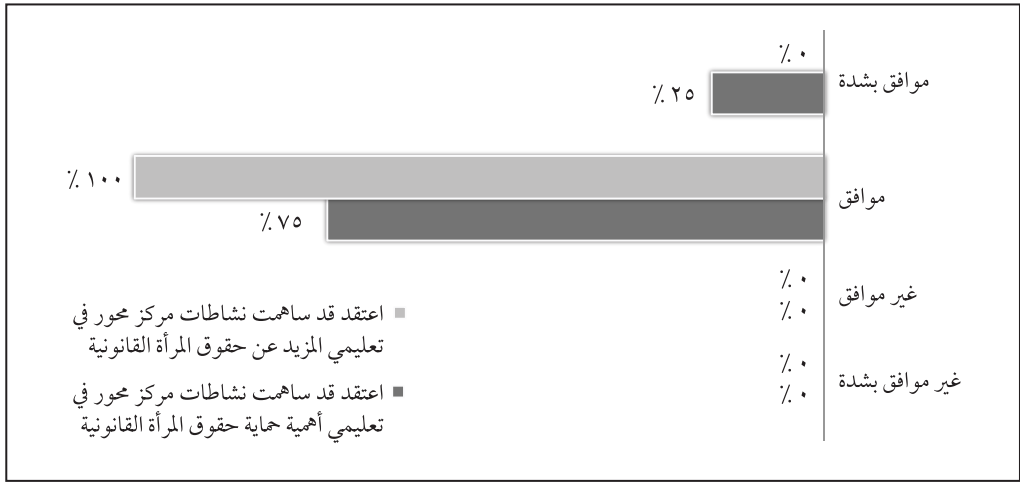 ٪ ٠
٪ ٢٥
موافق بشدة
٪ ١٠٠
٪ ٧٥
موافق
٪ ٠
٪ ٠
غير موافق
٪ ٠
٪ ٠
غير موافق بشدة
اعتقد قد ساهمت نشاطات مركز محور في
تعليمي المزيد عن حقوق المرأة القانونية
اعتقد قد ساهمت نشاطات مركز محور في
تعليمي أهمية حماية حقوق المرأة القانونية